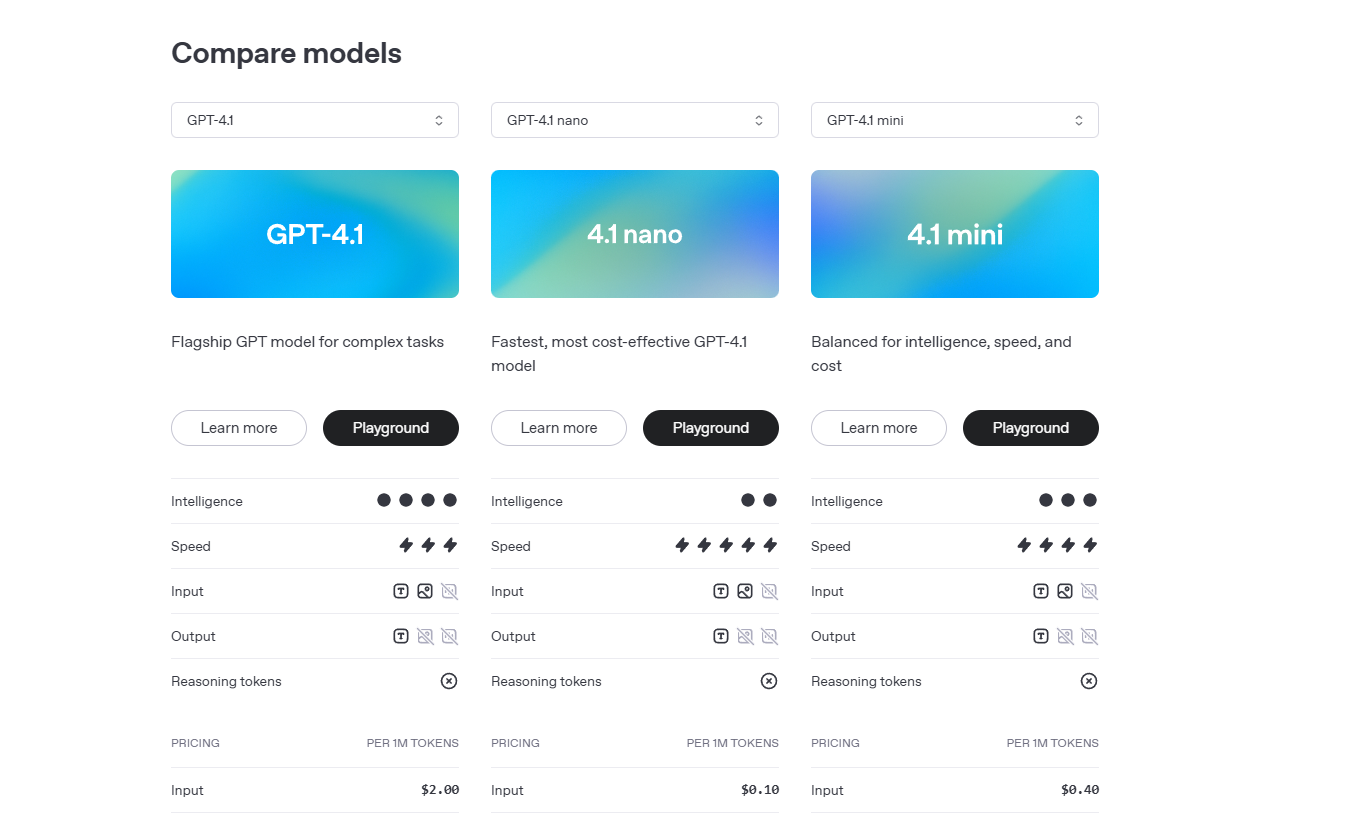 Compare models
GPT-4.1
GPT-4.1 nano
GPT-4.1 mini
GPT-4.1
4.1 nano
4.1 mini
Flagship GPT model for complex tasks
Fastest, most cost-effective GPT-4.1
model
Balanced for intelligence, speed, and
cost
Learn more
Playground
Learn more
Playground
Learn more
Playground
Intelligence
Intelligence
Intelligence
Speed
Speed
Speed
Input
Input
Input
Output
Output
Output
Reasoning tokens
Reasoning tokens
Reasoning tokens
PRICING PER 1M TOKENS
PRICING PER 1M TOKENS
PRICING PER 1M TOKENS
Input $2.00
Input $0.10
Input $0.40